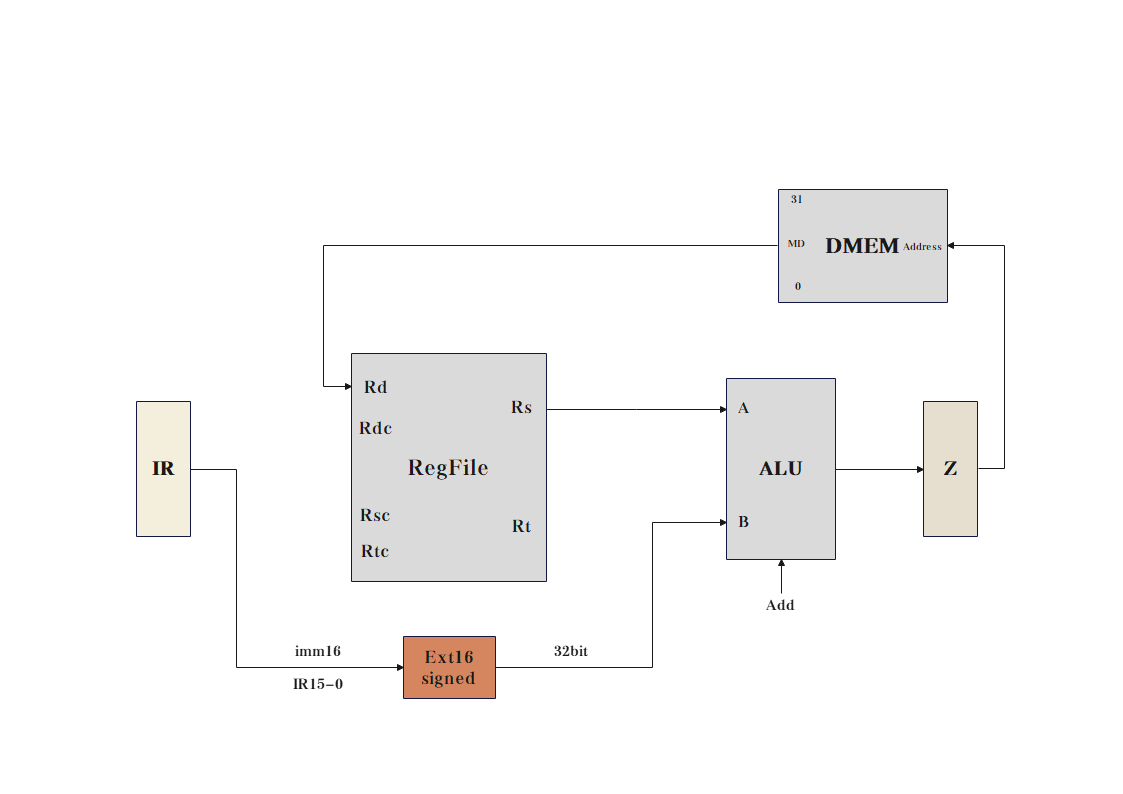 31
MD
DMEM
Address
0
Rd
Rs
A
Rdc
IR
RegFile
ALU
Z
Rsc
Rt
B
Rtc
Add
imm16
32bit
Ext16
signed
IR15-0